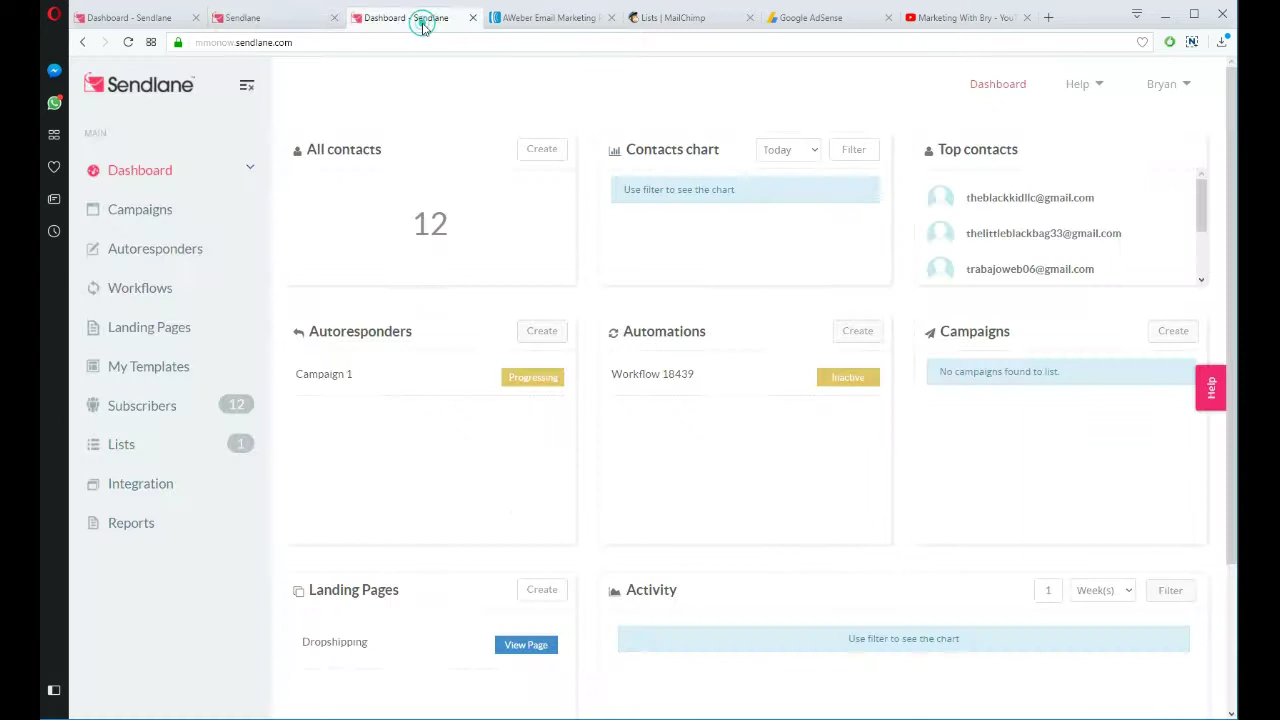 Dashboard - Sendlane
Sendlane
Dashboard - Sendlane
AWeber Email Marketing
Lists | MailChimp
Google AdSense
Marketing With Bry - You
mmonow.sendlane.com
Sendlane
Dashboard
Help
Bryan
MAIN
Dashboard
Campaigns
Autoresponders
Workflows
Landing Pages
My Templates
Subscribers
12
Lists
1
Integration
Reports
All contacts
Create
12
Contacts chart
Today
Filter
Use filter to see the chart
Top contacts
theblackkidllc@gmail.com
thelittleblackbag33@gmail.com
trabajoweb06@gmail.com
Autoresponders
Create
Campaign 1
Progressing
Automations
Create
Workflow 18439
Inactive
Campaigns
Create
No campaigns found to list.
Help
Landing Pages
Create
Dropshipping
View Page
Activity
1
Week(s)
Filter
Use filter to see the chart